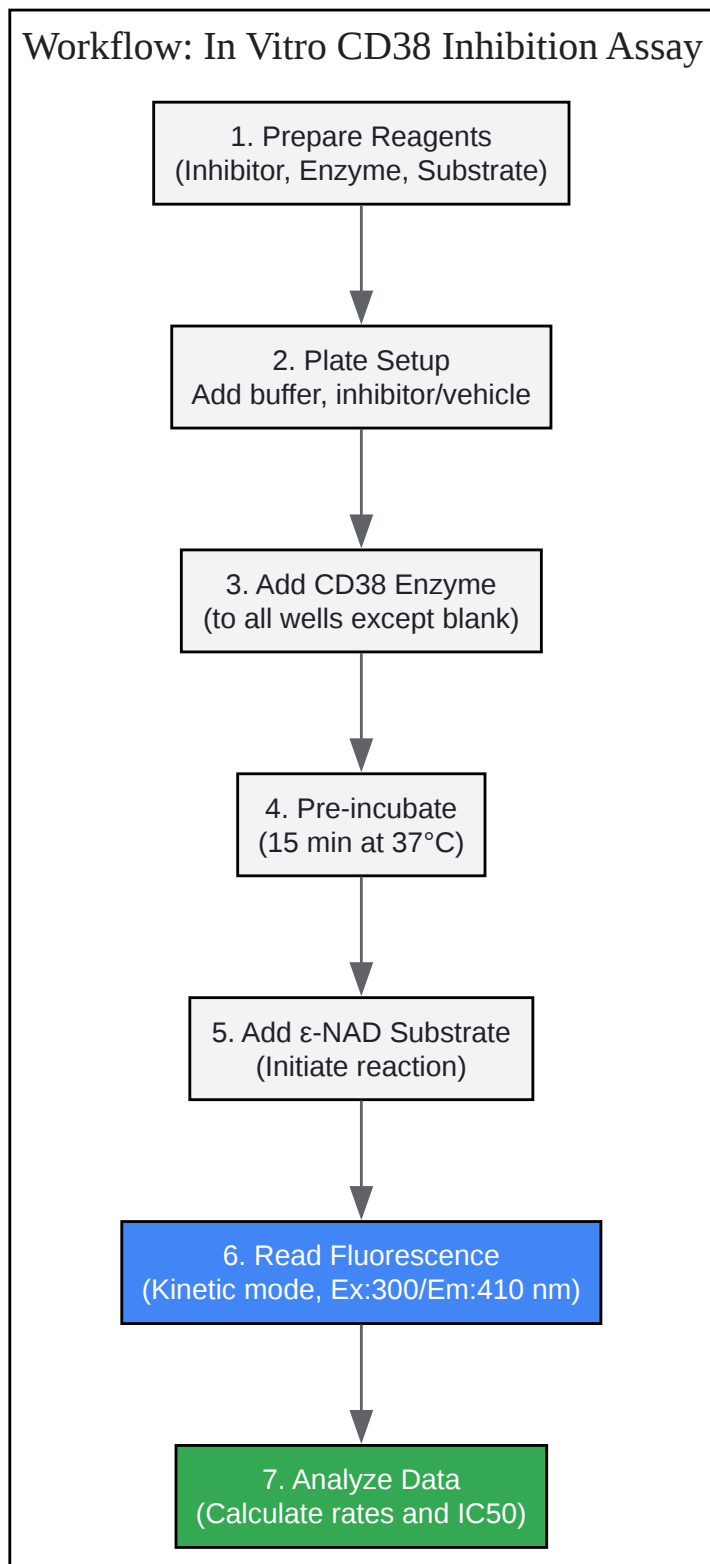 Workflow: In Vitro CD38 Inhibition Assay
1. Prepare Reagents
(Inhibitor, Enzyme, Substrate)
2. Plate Setup
Add buffer, inhibitor/vehicle
3. Add CD38 Enzyme
(to all wells except blank)
4. Pre-incubate
(15 min at 37°C)
5. Add ε-NAD Substrate
(Initiate reaction)
6. Read Fluorescence
(Kinetic mode, Ex:300/Em:410 nm)
7. Analyze Data
(Calculate rates and IC50)